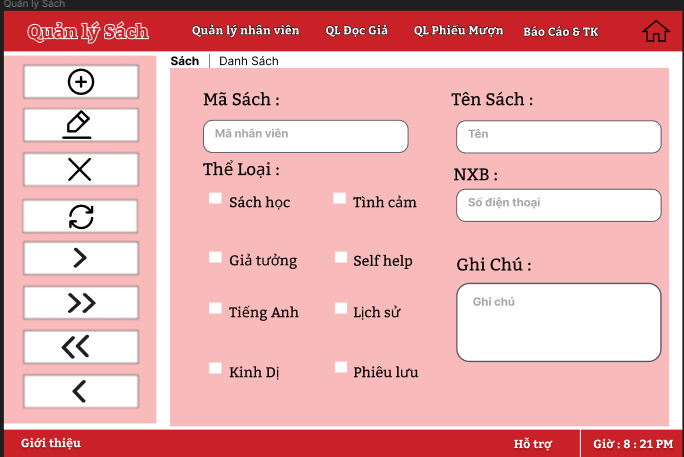 Quản lý Sách
Quản lý Sách
Quản lý nhân viên
QL Đọc Giả
QL Phiếu Mượn
Báo Cáo & TK
Sách | Danh Sách
Mã Sách :
Tên Sách :
Mã nhân viên
Tên
Thể Loại :
NXB :
Sách học
Tình cảm
Số điện thoại
Giả tưởng
Self help
Ghi Chú :
Tiếng Anh
Lịch sử
Ghi chú
Kinh Dị
Phiêu lưu
Giới thiệu
Hỗ trợ
Giờ : 8 : 21 PM